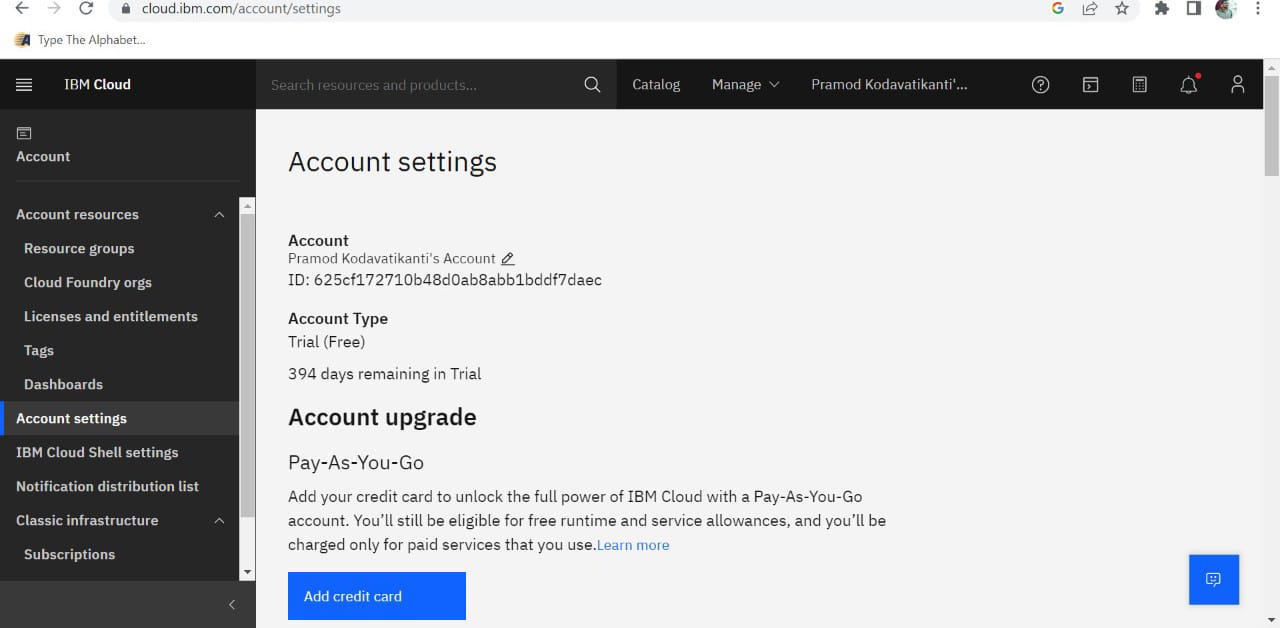 cloud.ibm.com/account/settings
Type The Alphabet...
IBM Cloud
Search resources and products...
Catalog
Manage
Pramod Kodavatikanti'...
Account
Account resources
Resource groups
Cloud Foundry orgs
Licenses and entitlements
Tags
Dashboards
Account settings
IBM Cloud Shell settings
Notification distribution list
Classic infrastructure
Subscriptions
Account settings
Account
Pramod Kodavatikanti's Account
ID: 625cf172710b48d0ab8abb1bddf7daec
Account Type
Trial (Free)
394 days remaining in Trial
Account upgrade
Pay-As-You-Go
Add your credit card to unlock the full power of IBM Cloud with a Pay-As-You-Go
account. You’ll still be eligible for free runtime and service allowances, and you’ll be
charged only for paid services that you use.Learn more
Add credit card